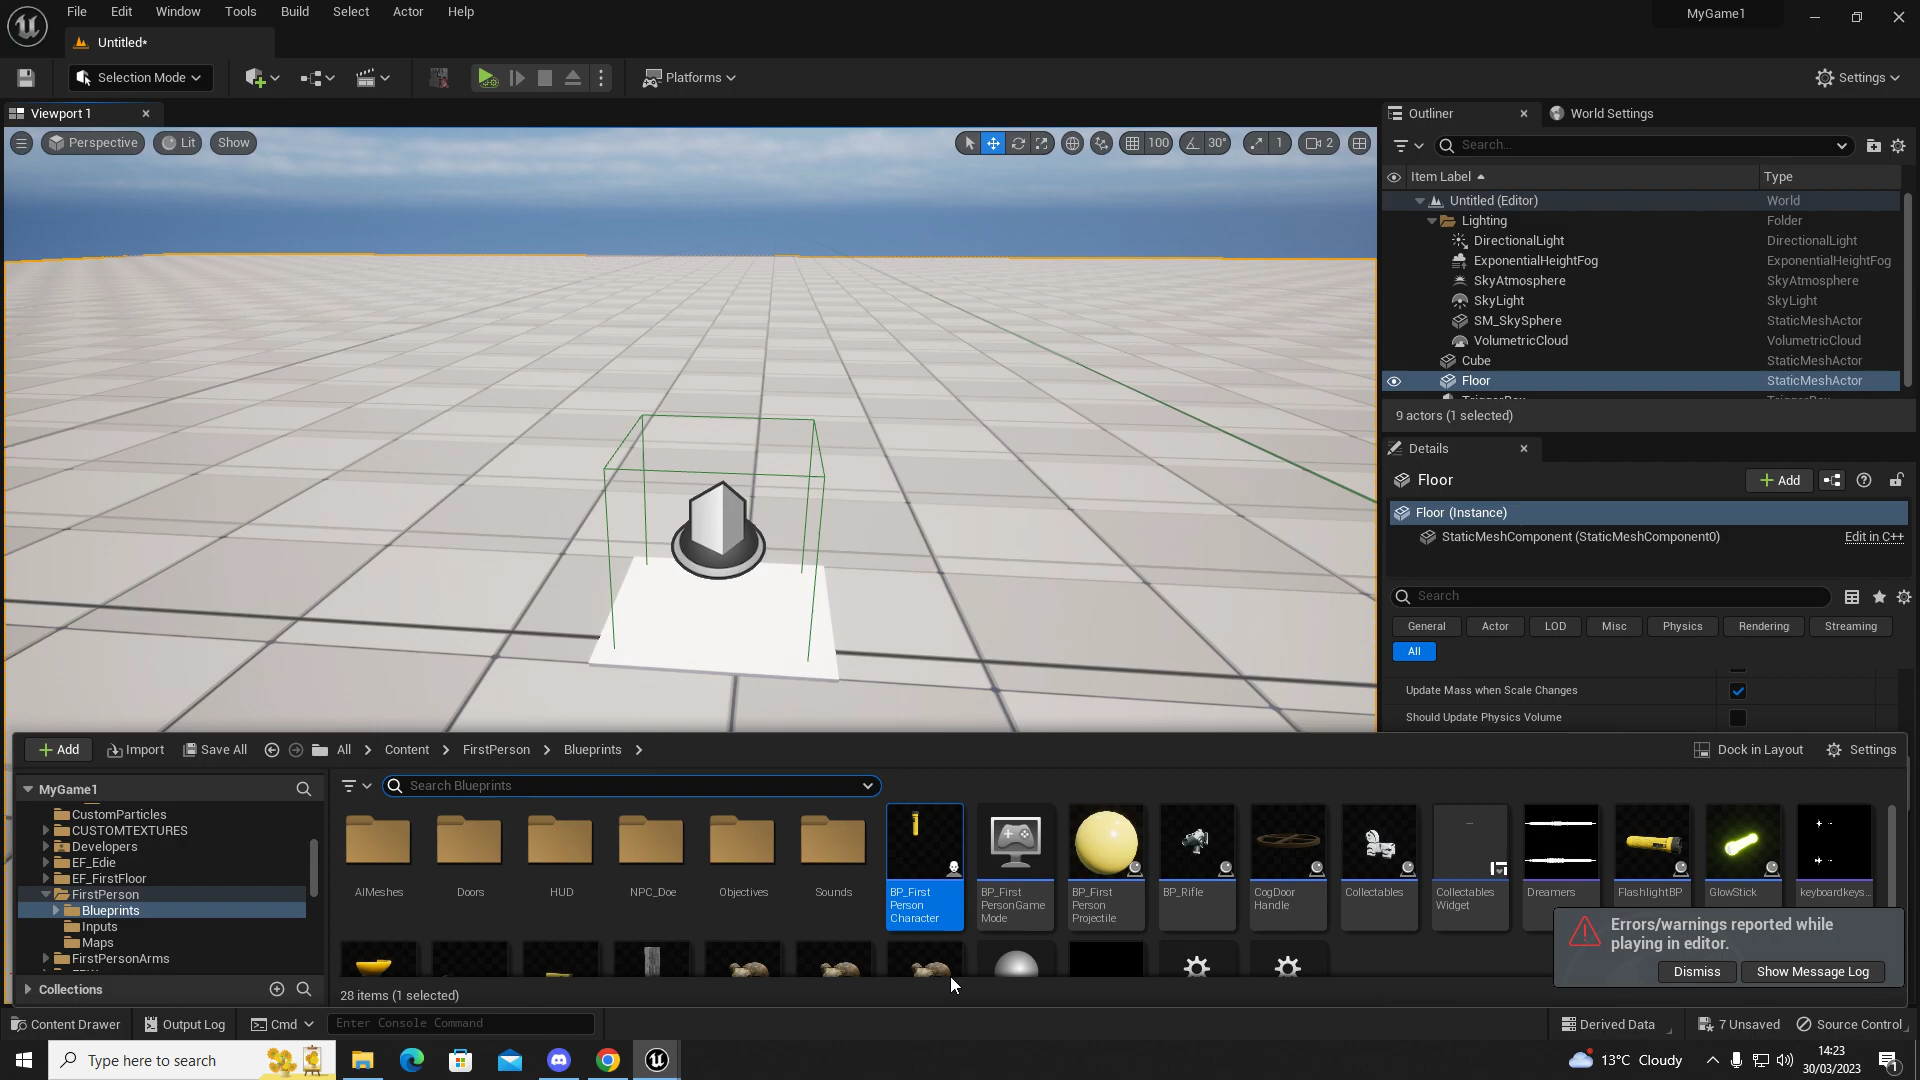 File Edit Window Tools Build Select Actor Help
MyGame1
Untitled*
Selection Mode
Platforms
Settings
Viewport 1
Perspective Lit Show
100 30° 1 2
Outliner
World Settings
Search...
Item Label Type
Untitled (Editor) World
Lighting Folder
DirectionalLight DirectionalLight
ExponentialHeightFog ExponentialHeightFog
SkyAtmosphere SkyAtmosphere
SkyLight SkyLight
SM_SkySphere StaticMeshActor
VolumetricCloud VolumetricCloud
Cube StaticMeshActor
Floor StaticMeshActor
9 actors (1 selected)
Details
Floor
Add
Floor (Instance)
StaticMeshComponent (StaticMeshComponent0) Edit in C++
Search
General Actor LOD Misc Physics Rendering Streaming
All
Update Mass when Scale Changes
Should Update Physics Volume
Add Import Save All All Content FirstPerson Blueprints
Dock in Layout Settings
MyGame1
Search Blueprints
CustomParticles
CUSTOMTEXTURES
Developers
EF_Edie
EF_FirstFloor
FirstPerson
Blueprints
Inputs
Maps
FirstPersonArms
Collections
AIMeshes
Doors
HUD
NPC_Doe
Objectives
Sounds
BP_First
Person
Character
BP_First
PersonGame
Mode
BP_First
Person
Projectile
BP_Rifle
CogDoor
Handle
Collectables
Collectables
Widget
Dreamers
FlashlightBP
GlowStick
keyboardkeys...
Errors/warnings reported while
playing in editor.
Dismiss Show Message Log
28 items (1 selected)
Content Drawer Output Log Cmd Enter Console Command
Derived Data 7 Unsaved Source Control
Type here to search
13°C Cloudy
14:23
30/03/2023
1